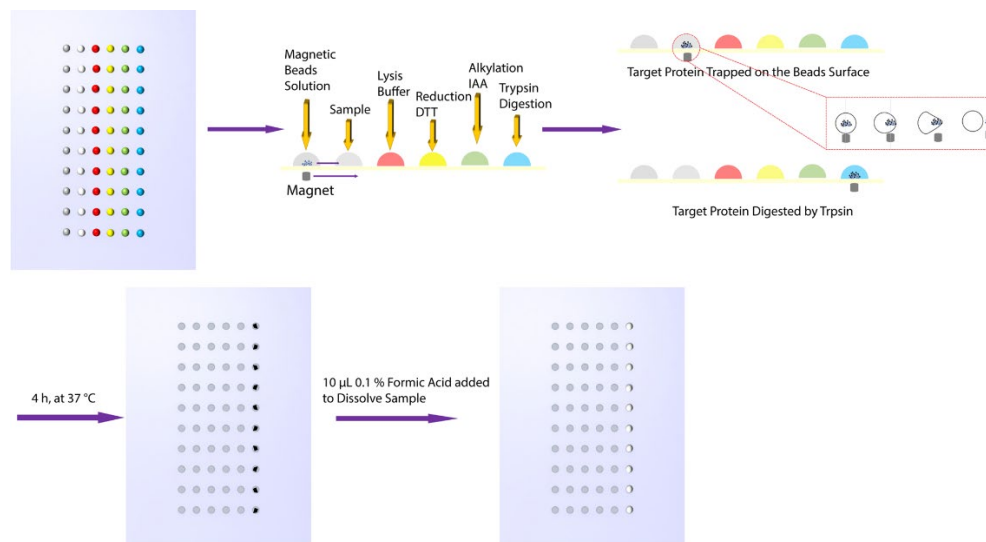 Magnetic
Beads
Solution
Sample
Lysis
Buffer
Reduction
DTT
Alkylation
IAA
Trypsin
Digestion
Magnet
Target Protein Trapped on the Beads Surface
Target Protein Digested by Trpsin
4 h, at 37 °C
10 µL 0.1 % Formic Acid added
to Dissolve Sample